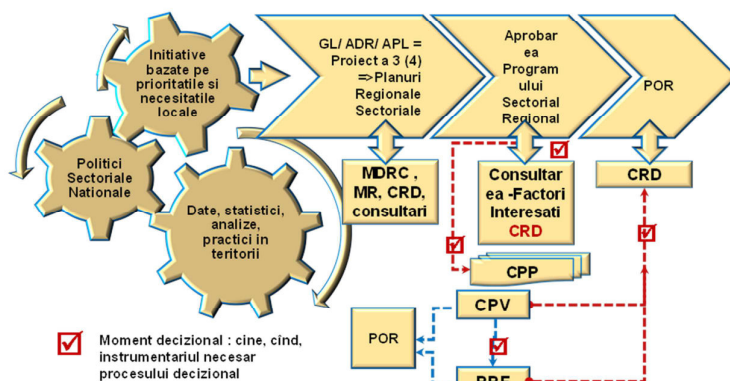 Initiative
bazate pe
prioritatile si
necesitatile
locale
Politici
Sectoriale
Nationale
Date, statistici,
analize,
practici in
teritorii
GL/ ADR/ APL =
Proiect a 3 (4)
=>Planuri
Regionale
Sectoriale
Aprobar
ea
Program
ului
Sectorial
Regional
POR
MDRC ,
MR, CRD,
consultari
Consultar
ea -Factori
Interesati
CRD
CRD
CPP
CPV
POR
Moment decizional : cine, cînd,
instrumentariul necesar
procesului decizional